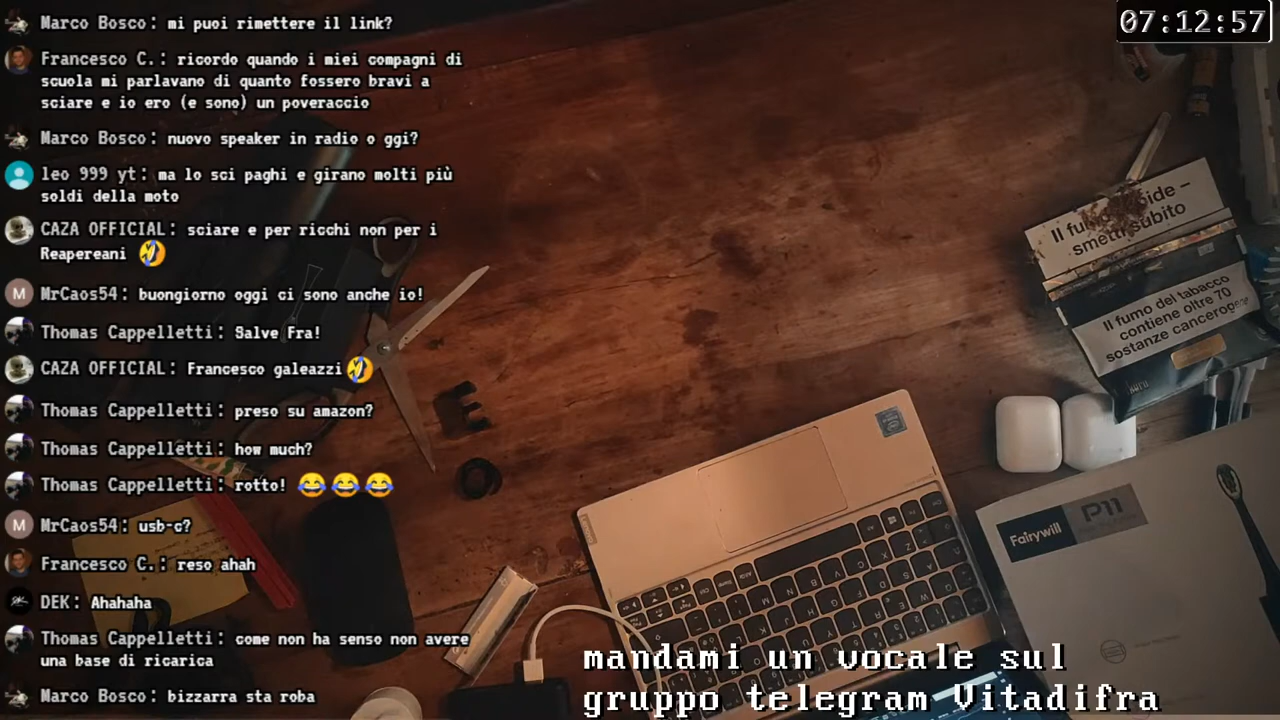 Marco Bosco: mi puoi rimettere il link?
Francesco C.: ricordo quando i miei compagni di
scuola mi parlavano di quanto fossero bravi a
sciare e io ero (e sono) un poveraccio
Marco Bosco: nuovo speaker in radio o ggi?
leo 999 yt: ma lo sci paghi e girano molti più
soldi della moto
CAZA OFFICIAL: sciare e per ricchi non per i
Reapereani 🤣
MrCaos54: buongiorno oggi ci sono anche io!
Thomas Cappelletti: Salve Fra!
CAZA OFFICIAL: Francesco galeazzi🤣
Thomas Cappelletti: preso su amazon?
Thomas Cappelletti: how much?
Thomas Cappelletti: rotto! 😂😂😂
MrCaos54: usb-c?
Francesco C.: reso ahah
DEK: Ahahaha
Thomas Cappelletti: come non ha senso non avere
una base di ricarica
Marco Bosco: bizzarra sta roba
07:12:57
smetti subito
Il fumo del tabacco
contiene oltre 70
sostanze cancerogene
Fairywill P11
mandami un vocale sul
gruppo telegram Vitadifra